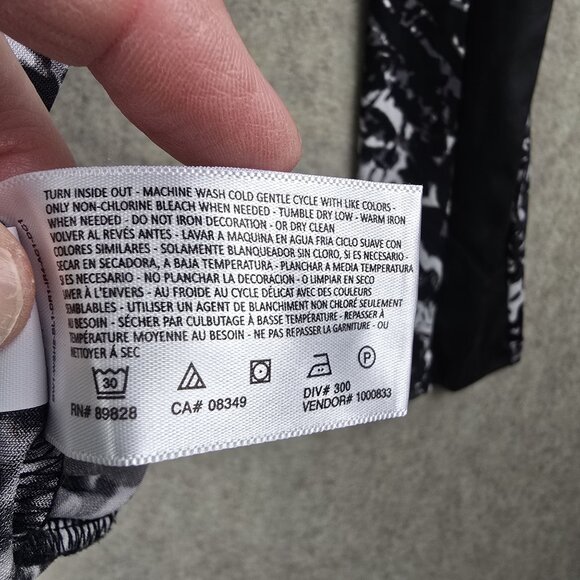 TURN INSIDE OUT - MACHINE WASH COLD GENTLE CYCLE WITH LIKE COLORS -
ONLY NON-CHLORINE BLEACH WHEN NEEDED - TUMBLE DRY LOW - WARM IRON
WHEN NEEDED - DO NOT IRON DECORATION - OR DRY CLEAN
VOLVER AL REVÉS ANTES - LAVAR A MAQUINA EN AGUA FRIA CICLO SUAVE CON
COLORES SIMILARES - SOLAMENTE BLANQUEADOR SIN CLORO, SI ES NECESARIO -
SECAR EN SECADORA, A BAJA TEMPERATURA - PLANCHAR A MEDIA TEMPERATURA
SI ES NECESARIO - NO PLANCHAR LA DECORACION - O LIMPIAR EN SECO
À L'ENVERS - AU FROIDE AU CYCLE DÉLICAT AVEC DES COULEURS
SEMBLABLES - UTILISER UN AGENT DE BLANCHIMENT NON CHLORÉ SEULEMENT
AU BESOIN - SÉCHER PAR CULBUTAGE À BASSE TEMPÉRATURE - À
TEMPÉRATURE MOYENNE AU BESOIN - NE PAS REPASSER LA GARNITURE - OU
NETTOYER À SEC
30
P
RN# 89828
CA# 08349
DIV# 300
VENDOR# 1000833